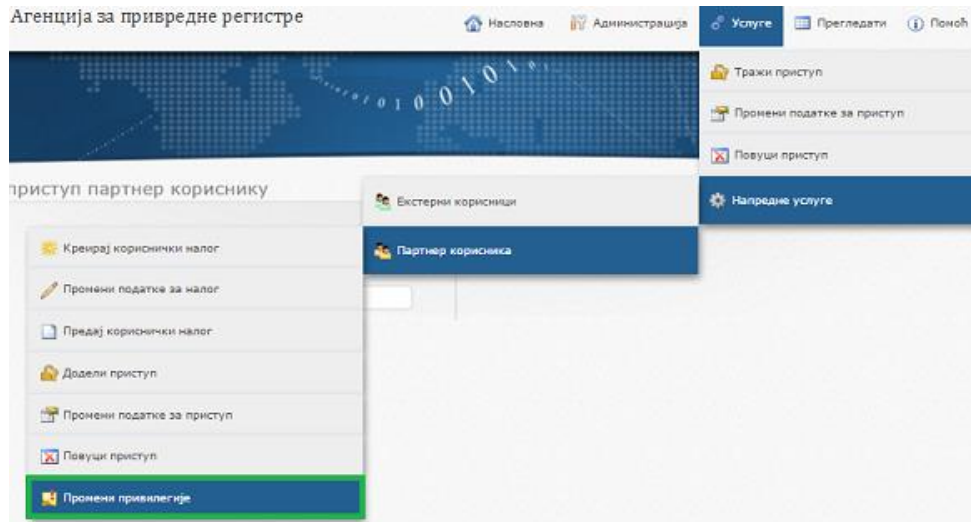 Агенција за привредне регистре
Насловна
Администрација
Услуге
Прегледати
Помоћ
Тражи приступ
Промени податке за приступ
Повуци приступ
Напредне услуге
приступ партнер кориснику
Екстерни корисници
Партнер корисника
Креирај кориснички налог
Промени податке за налог
Предај кориснички налог
Додели приступ
Промени податке за приступ
Повуци приступ
Промени привилегије